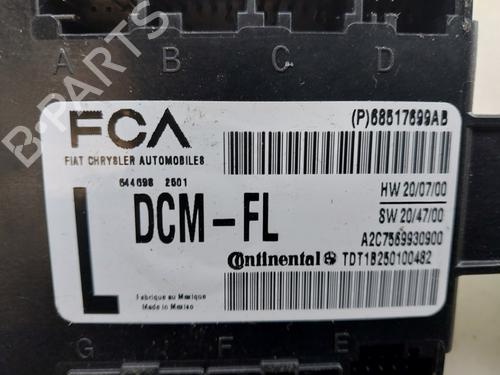 A B C D
FCA
FIAT CHRYSLER AUTOMOBILES
(P)68517699AB
644698 2501
HW 20/07/00
SW 20/47/00
L
DCM-FL
A2C7569930900
Continental TDT18250100482
Fabrique au Mexique
Made in Mexico
G F E
B-Parts